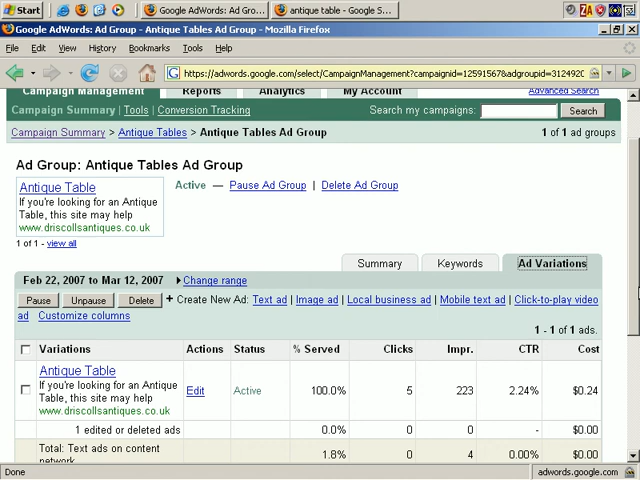 Start
Google AdWords: Ad Gro...
antique table - Google S...
Google AdWords: Ad Group - Antique Tables Ad Group - Mozilla Firefox
File Edit View History Bookmarks Tools Help
https://adwords.google.com/select/CampaignManagement?campaignid=12591567&adgroupid=3124920
Campaign Management Reports Analytics My Account Advanced Search
Campaign Summary | Tools | Conversion Tracking Search my campaigns: Search
Campaign Summary > Antique Tables > Antique Tables Ad Group 1 of 1 ad groups
Ad Group: Antique Tables Ad Group
Antique Table
If you're looking for an Antique
Table, this site may help
www.driscollsantiques.co.uk
Active — Pause Ad Group | Delete Ad Group
1 of 1 - view all
Summary Keywords Ad Variations
Feb 22, 2007 to Mar 12, 2007 Change range
Pause Unpause Delete + Create New Ad: Text ad | Image ad | Local business ad | Mobile text ad | Click-to-play video
ad Customize columns
1 - 1 of 1 ads.
Variations Actions Status % Served Clicks Impr. CTR Cost
Antique Table
If you're looking for an Antique
Table, this site may help
www.driscollsantiques.co.uk
Edit Active 100.0% 5 223 2.24% $0.24
1 edited or deleted ads 0.0% 0 0 - $0.00
Total: Text ads on content
network
1.8% 0 4 0.00% $0.00
Done adwords.google.com